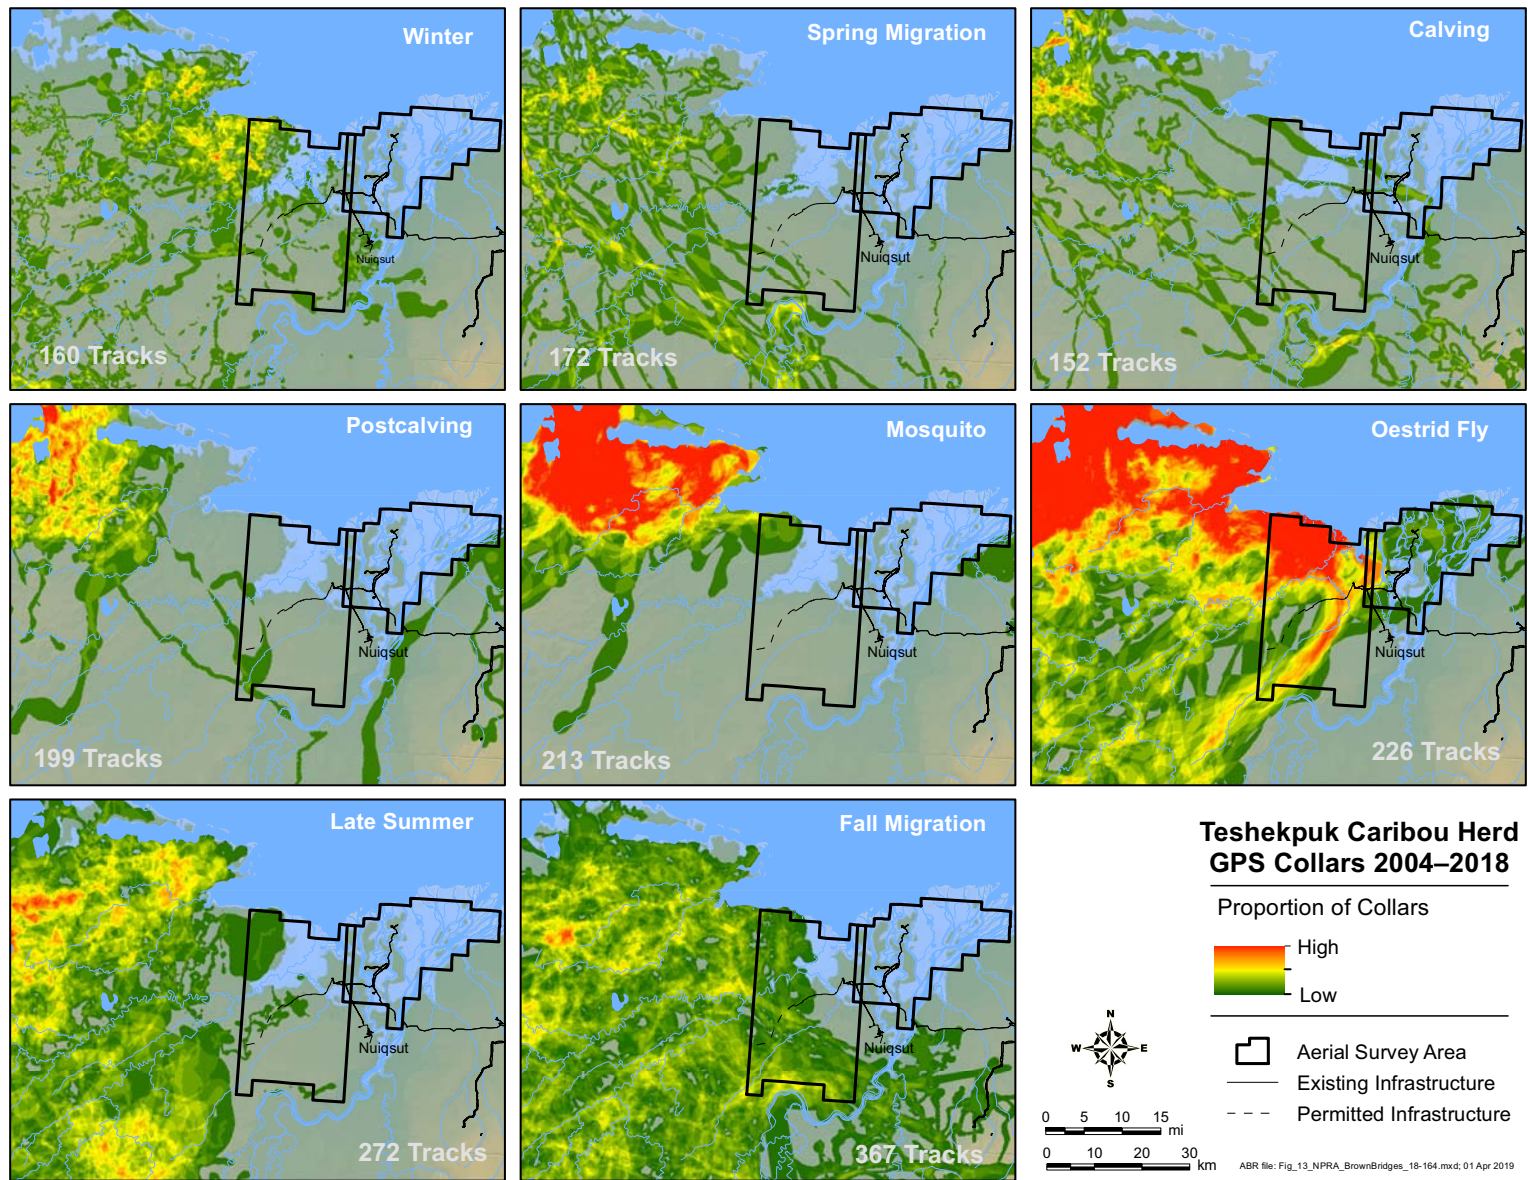 Winter
Nuiqsut
160 Tracks
Spring Migration
Nuiqsut
172 Tracks
Calving
Nuiqsut
152 Tracks
Postcalving
Nuiqsut
199 Tracks
Mosquito
Nuiqsut
213 Tracks
Oestrid Fly
Nuiqsut
226 Tracks
Late Summer
Nuiqsut
272 Tracks
Fall Migration
Nuiqsut
367 Tracks
Teshekpuk Caribou Herd
GPS Collars 2004–2018
Proportion of Collars
High
Low
Aerial Survey Area
Existing Infrastructure
Permitted Infrastructure
N
W E
S
0 5 10 15
mi
0 10 20 30
km
ABR file: Fig_13_NPRA_BrownBridges_18-164.mxd; 01 Apr 2019